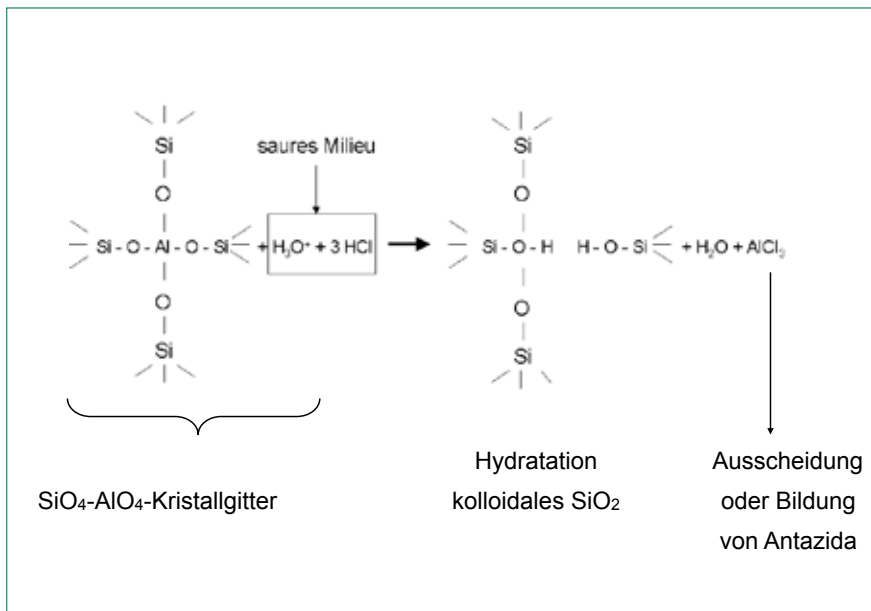 Si
saures Milieu
Si
O
O
Si - O - Al - O - Si + H₃O⁺ + 3 HCl
Si - O - H H - O - Si + H₂O + AlCl₃
O
O
Si
Si
SiO₄-AlO₄-Kristallgitter
Hydratation
kolloidales SiO₂
Ausscheidung
oder Bildung
von Antazida